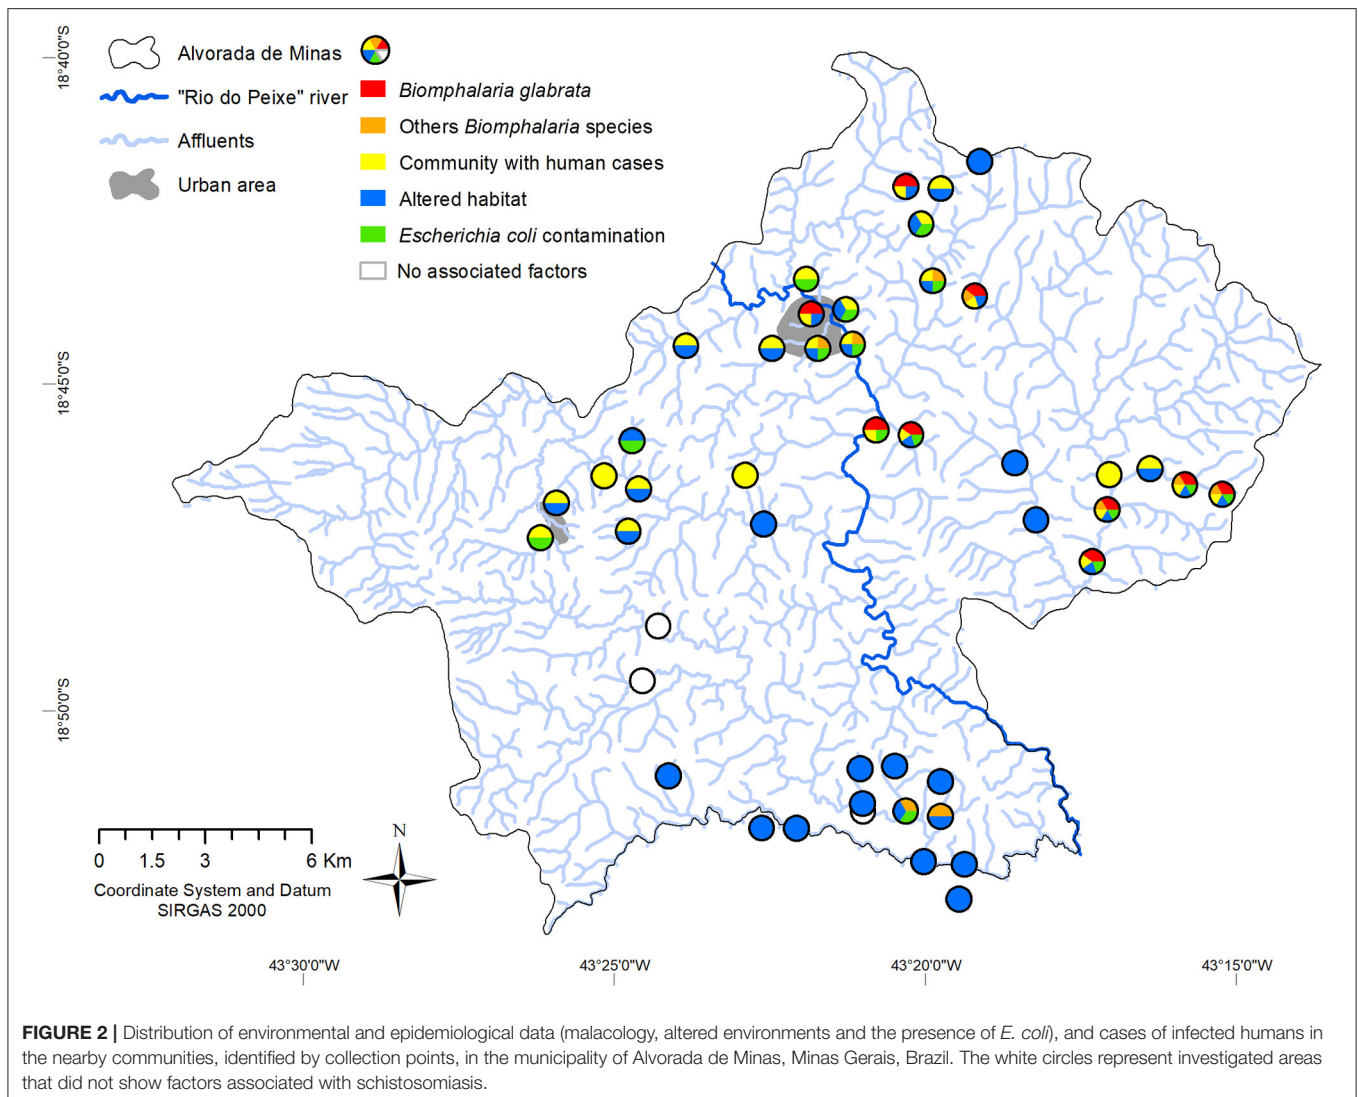 18°40'0"S
Alvorada de Minas
"Rio do Peixe" river
Affluents
Urban area
Biomphalaria glabrata
Others Biomphalaria species
Community with human cases
Altered habitat
Escherichia coli contamination
No associated factors
18°45'0"S
18°50'0"S
0 1.5 3 6 Km
Coordinate System and Datum
SIRGAS 2000
N
43°30'0"W 43°25'0"W 43°20'0"W 43°15'0"W
FIGURE 2 | Distribution of environmental and epidemiological data (malacology, altered environments and the presence of E. coli), and cases of infected humans in
the nearby communities, identified by collection points, in the municipality of Alvorada de Minas, Minas Gerais, Brazil. The white circles represent investigated areas
that did not show factors associated with schistosomiasis.